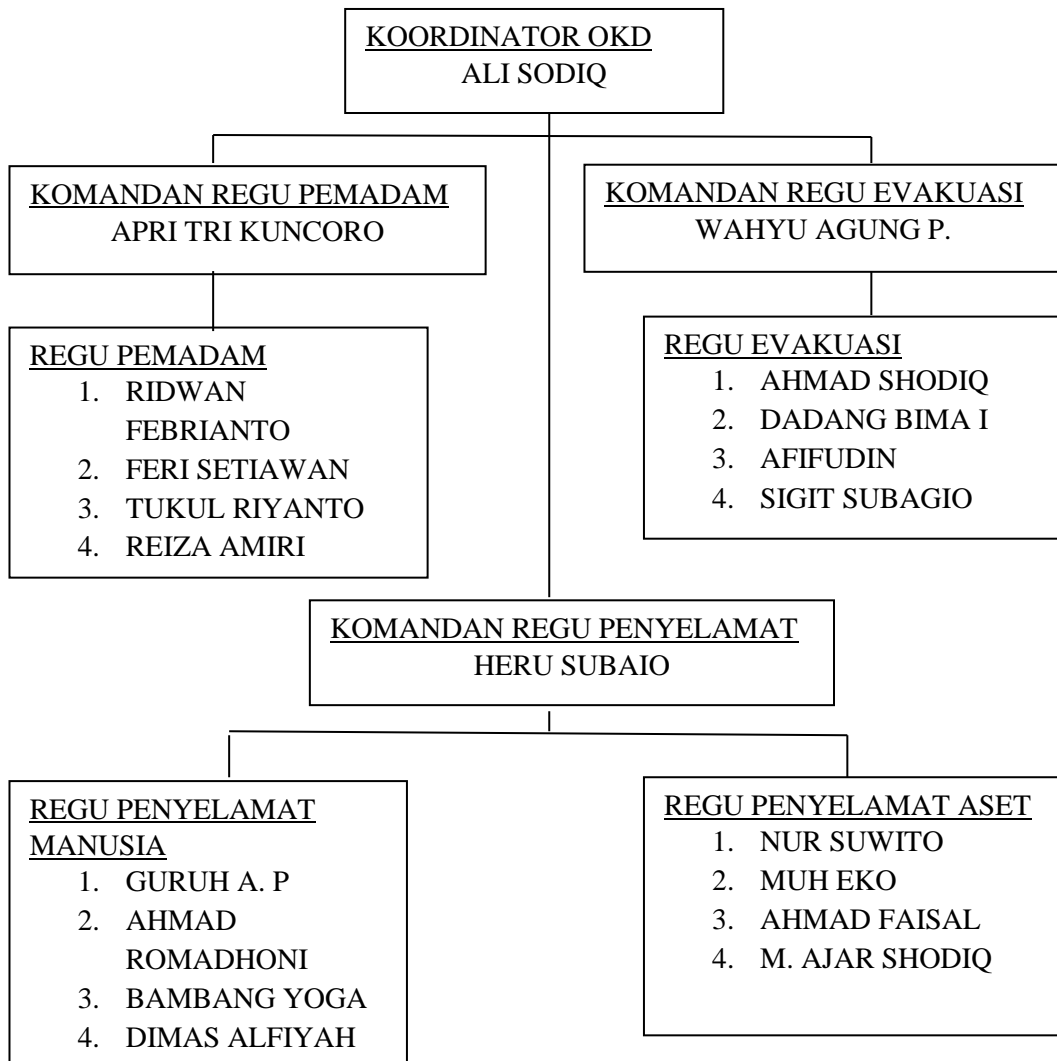 KOORDINATOR OKD
ALI SODIQ
KOMANDAN REGU PEMADAM
APRI TRI KUNCORO
KOMANDAN REGU EVAKUASI
WAHYU AGUNG P.
REGU PEMADAM
1. RIDWAN
FEBRIANTO
2. FERI SETIAWAN
3. TUKUL RIYANTO
4. REIZA AMIRI
REGU EVAKUASI
1. AHMAD SHODIQ
2. DADANG BIMA I
3. AFIFUDIN
4. SIGIT SUBAGIO
KOMANDAN REGU PENYELAMAT
HERU SUBAIO
REGU PENYELAMAT
MANUSIA
1. GURUH A. P
2. AHMAD
ROMADHONI
3. BAMBANG YOGA
4. DIMAS ALFIYAH
REGU PENYELAMAT ASET
1. NUR SUWITO
2. MUH EKO
3. AHMAD FAISAL
4. M. AJAR SHODIQ